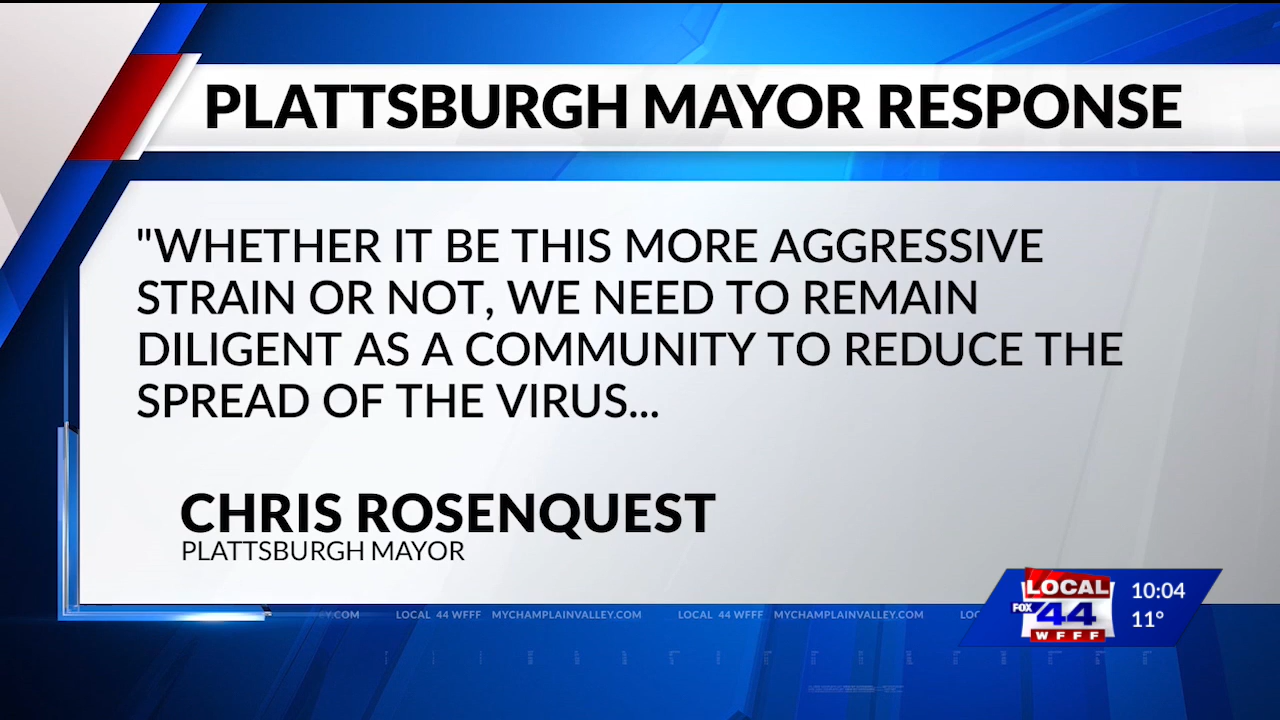 PLATTSBURGH MAYOR RESPONSE
"WHETHER IT BE THIS MORE AGGRESSIVE
STRAIN OR NOT, WE NEED TO REMAIN
DILIGENT AS A COMMUNITY TO REDUCE THE
SPREAD OF THE VIRUS...
CHRIS ROSENQUEST
PLATTSBURGH MAYOR
LOCAL
FOX 44
WFFF
10:04
11°
.COM LOCAL 44 WFFF MYCHAMPLAINVALLEY.COM LOCAL 44 WFFF MYCHAMPLAINVALLEY.COM